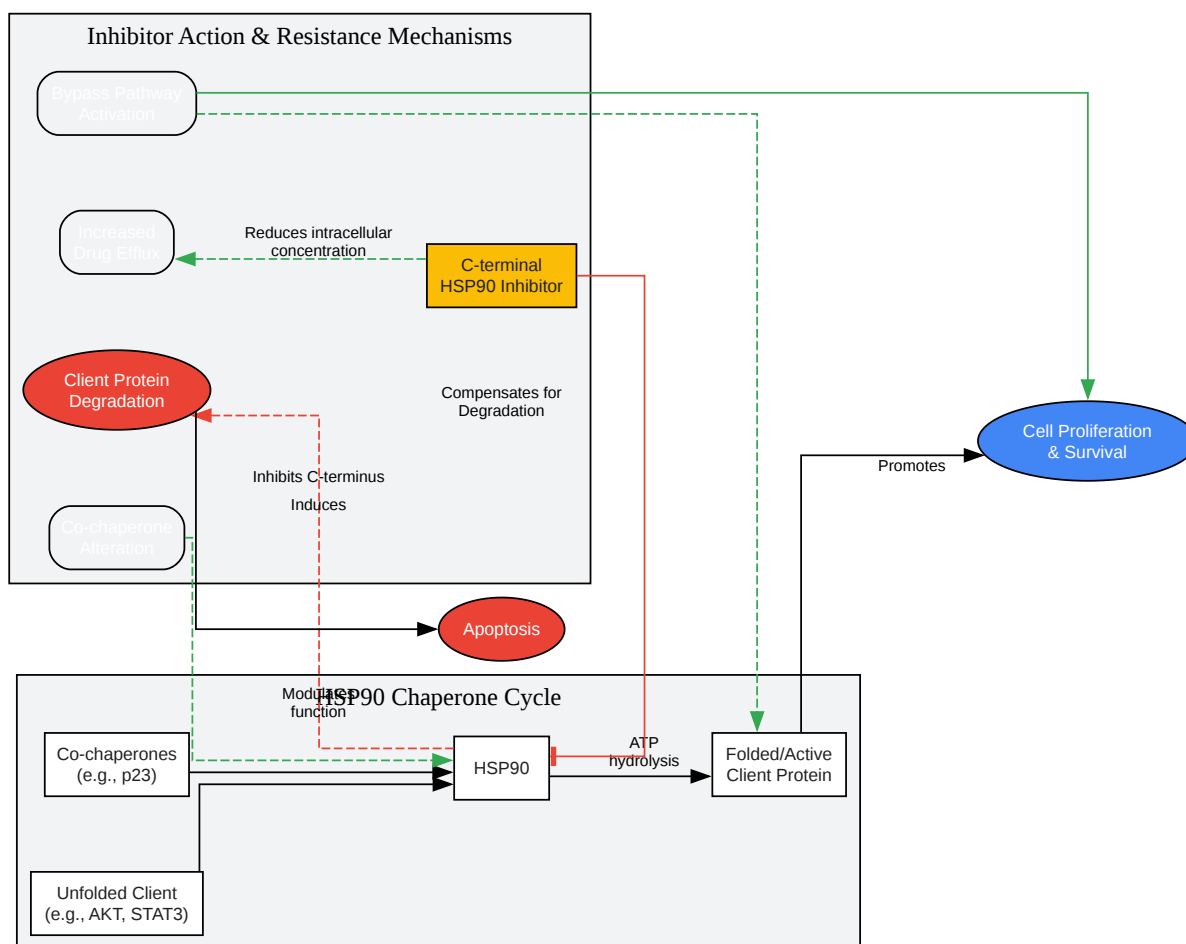 Inhibitor Action & Resistance Mechanisms
Bypass Pathway
Activation
Increased
Drug Efflux
Reduces intracellular
concentration
C-terminal
HSP90 Inhibitor
Client Protein
Degradation
Compensates for
Degradation
Cell Proliferation
& Survival
Promotes
Inhibits C-terminus
Induces
Co-chaperone
Alteration
Apoptosis
Modulates
function
HSP90 Chaperone Cycle
Co-chaperones
(e.g., p23)
HSP90
ATP
hydrolysis
Folded/Active
Client Protein
Unfolded Client
(e.g., AKT, STAT3)